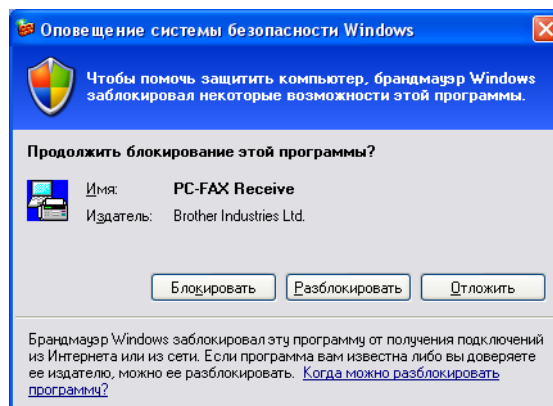 Оповещение системы безопасности Windows
Чтобы помочь защитить компьютер, брандмауэр Windows
заблокировал некоторые возможности этой программы.
Продолжить блокирование этой программы?
Имя: PC-FAX Receive
Издатель: Brother Industries Ltd.
Блокировать Разблокировать Отложить
Брандмауэр Windows заблокировал эту программу от получения подключений
из Интернета или из сети. Если программа вам известна либо вы доверяете
ее издателю, можно ее разблокировать. Когда можно разблокировать
программу?